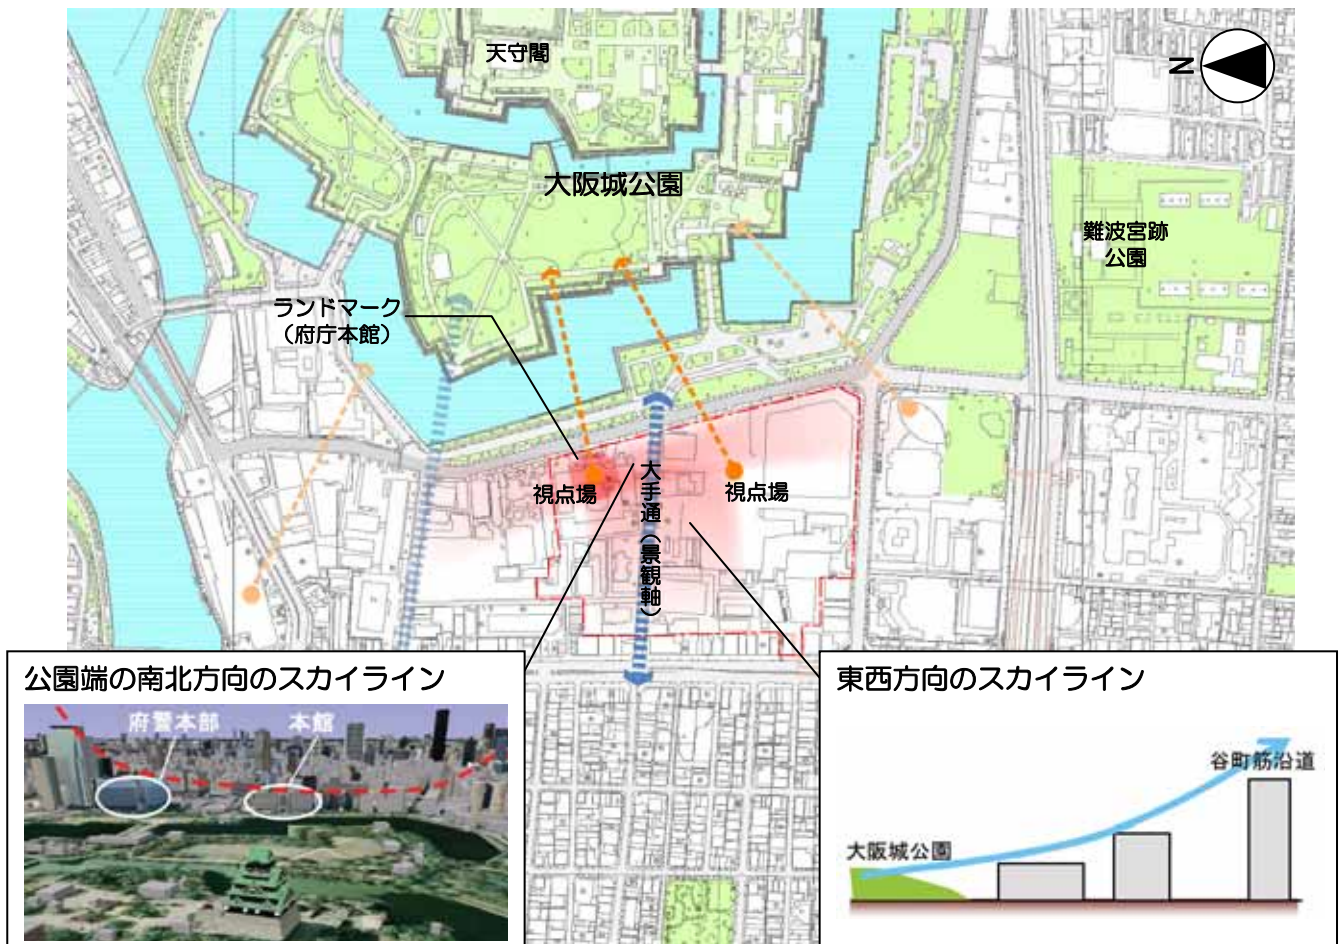 天守閣
N
大阪城公園
難波宮跡
公園
ランドマーク
（府庁本館）
視点場
大手通（景観軸）
視点場
公園端の南北方向のスカイライン
府警本部
本館
東西方向のスカイライン
谷町筋沿道
大阪城公園